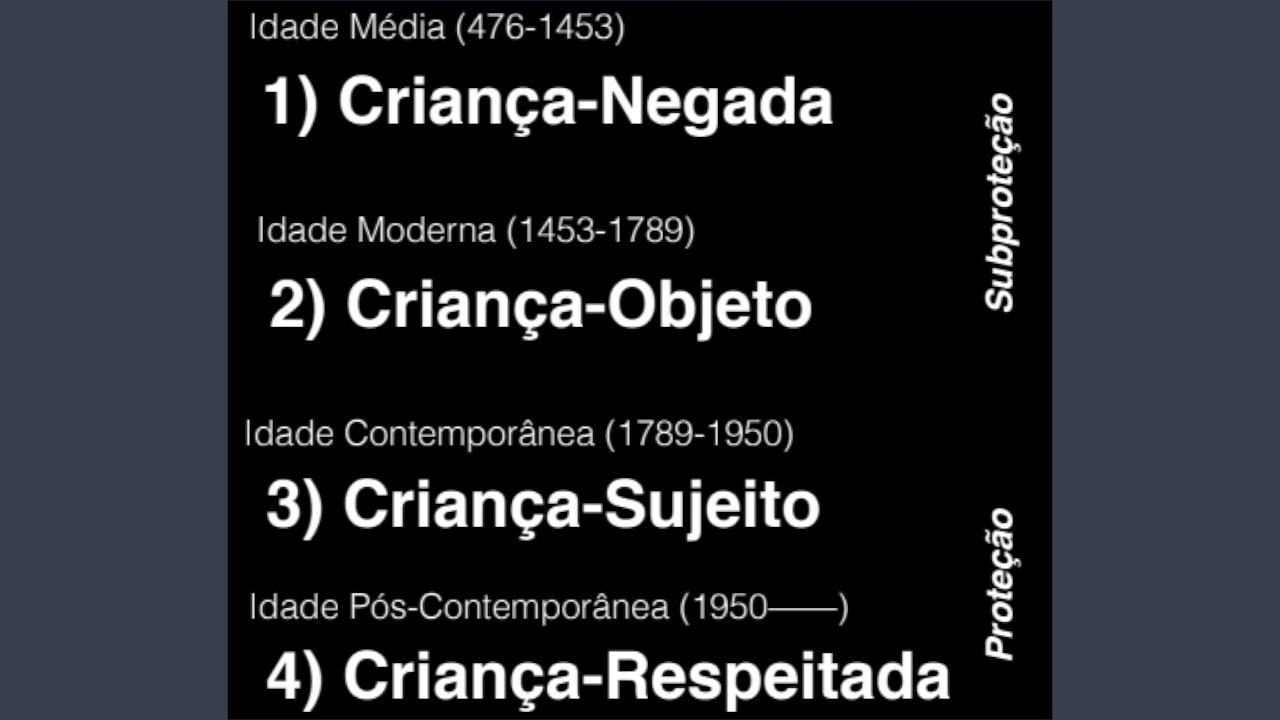 Idade Média (476-1453)
1) Criança-Negada
Idade Moderna (1453-1789)
2) Criança-Objeto
Subproteção
Idade Contemporânea (1789-1950)
3) Criança-Sujeito
Idade Pós-Contemporânea (1950——)
4) Criança-Respeitada
Proteção